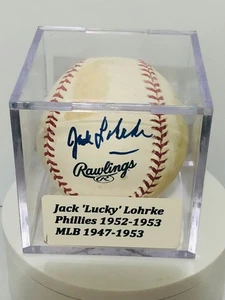 Jack Lohrke
Rawlings
R
Jack 'Lucky' Lohrke
Phillies 1952-1953
MLB 1947-1953